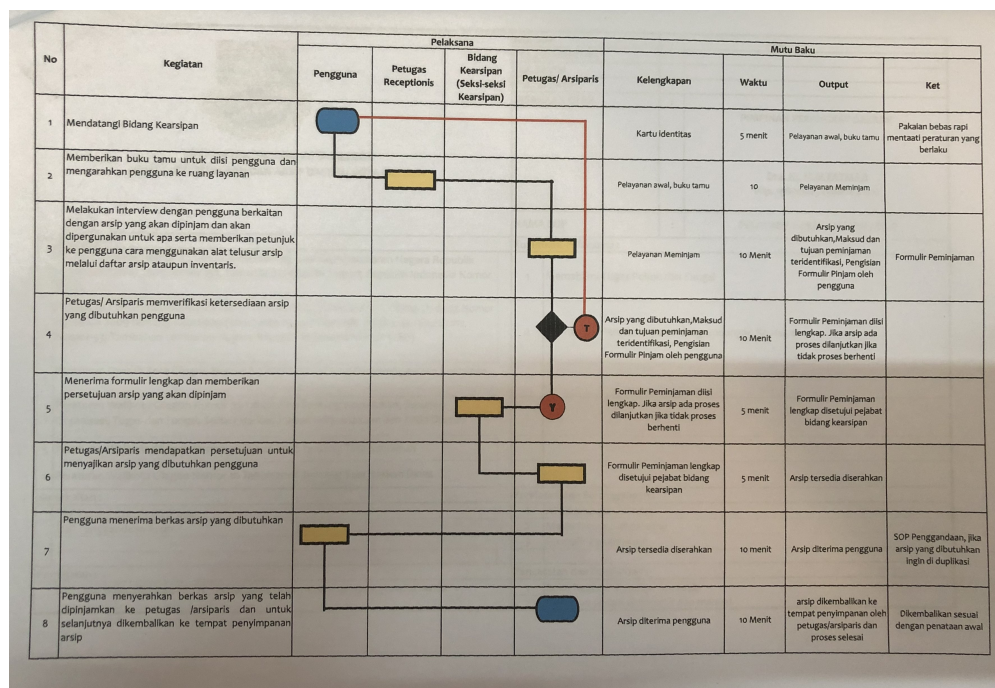 No
Kegiatan
Pelaksana
Mutu Baku
Pengguna
Petugas
Receptionis
Bidang
Kearsipan
(Seksi-seksi
Kearsipan)
Petugas/ Arsiparis
Kelengkapan
Waktu
Output
Ket
1
Mendatangi Bidang Kearsipan
Kartu identitas
5 menit
Pelayanan awal, buku tamu
Pakaian bebas rapi
mentaati peraturan yang
berlaku
2
Memberikan buku tamu untuk diisi pengguna dan
mengarahkan pengguna ke ruang layanan
Pelayanan awal, buku tamu
10
Pelayanan Meminjam
3
Melakukan interview dengan pengguna berkaitan
dengan arsip yang akan dipinjam dan akan
dipergunakan untuk apa serta memberikan petunjuk
ke pengguna cara menggunakan alat telusur arsip
melalui daftar arsip ataupun inventaris.
Pelayanan Meminjam
10 Menit
Arsip yang
dibutuhkan,Maksud dan
tujuan peminjaman
teridentifikasi, Pengisian
Formulir Pinjam oleh
pengguna
Formulir Peminjaman
4
Petugas/ Arsiparis memverifikasi ketersediaan arsip
yang dibutuhkan pengguna
T
Arsip yang dibutuhkan,Maksud
dan tujuan peminjaman
teridentifikasi, Pengisian
Formulir Pinjam oleh pengguna
10 Menit
Formulir Peminjaman diisi
lengkap. Jika arsip ada
proses dilanjutkan jika
tidak proses berhenti
5
Menerima formulir lengkap dan memberikan
persetujuan arsip yang akan dipinjam
Y
Formulir Peminjaman diisi
lengkap. Jika arsip ada proses
dilanjutkan jika tidak proses
berhenti
5 menit
Formulir Peminjaman
lengkap disetujui pejabat
bidang kearsipan
6
Petugas/Arsiparis mendapatkan persetujuan untuk
menyajikan arsip yang dibutuhkan pengguna
Formulir Peminjaman lengkap
disetujui pejabat bidang
kearsipan
5 menit
Arsip tersedia diserahkan
7
Pengguna menerima berkas arsip yang dibutuhkan
Arsip tersedia diserahkan
10 menit
Arsip diterima pengguna
SOP Penggandaan, jika
arsip yang dibutuhkan
ingin di duplikasi
8
Pengguna menyerahkan berkas arsip yang telah
dipinjamkan ke petugas /arsiparis dan untuk
selanjutnya dikembalikan ke tempat penyimpanan
arsip
Arsip diterima pengguna
10 Menit
arsip dikembalikan ke
tempat penyimpanan oleh
petugas/arsiparis dan
proses selesai
Dikembalikan sesuai
dengan penataan awal